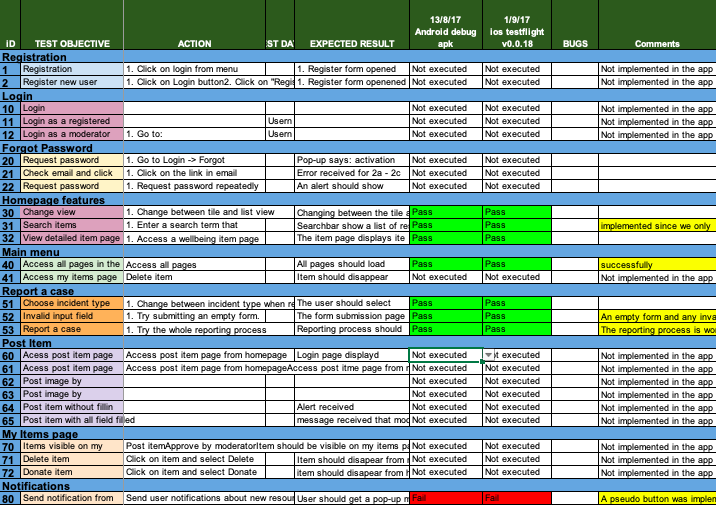 13/8/17 1/9/17
Android debug ios testflight
ID TEST OBJECTIVE ACTION EST DAT EXPECTED RESULT apk v0.0.18 BUGS Comments
Registration
1 Registration 1. Click on login from menu 1. Register form opened Not executed Not executed Not implemented in the app
2 Register new user 1. Click on Login button2. Click on "Regis 1. Register form openened Not executed Not executed Not implemented in the app
Login
10 Login Not executed Not executed Not implemented in the app
11 Login as a registered Usern Not executed Not executed Not implemented in the app
12 Login as a moderator 1. Go to: Usern Not executed Not executed Not implemented in the app
Forgot Password
20 Request password 1. Go to Login -> Forgot Pop-up says: activation Not executed Not executed
21 Check email and click 1. Click on the link in email Error received for 2a - 2c Not executed Not executed
22 Request password 1. Request password repeatedly An alert should show Not executed Not executed
Homepage features
30 Change view 1. Change between tile and list view Changing between the tile a Pass Pass
31 Search items 1. Enter a search term that Searchbar show a list of re Pass Pass implemented since we only
32 View detailed item page 1. Access a wellbeing item page The item page displays ite Pass Pass
Main menu
40 Access all pages in the Access all pages All pages should load Pass Pass successfully
41 Access my items page Delete item Item should disappear Not executed Not executed Not implemented in the app
Report a case
51 Choose incident type 1. Change between incident type when re The user should select Pass Pass
52 Invalid input field 1. Try submitting an empty form. The form submission page Pass Pass An empty form and any inva
53 Report a case 1. Try the whole reporting process Reporting process should Pass Pass The reporting process is wor
Post Item
60 Acess post item page Access post item page from homepage Login page displayd Not executed t executed Not implemented in the app
61 Acess post item page Access post item page from homepageAccess post itme page from n Not executed Not executed Not implemented in the app
62 Post image by Not executed Not executed Not implemented in the app
63 Post image by Not executed Not executed Not implemented in the app
64 Post item without fillin Alert received Not executed Not executed Not implemented in the app
65 Post item with all field filled message received that mod Not executed Not executed Not implemented in the app
My Items page
70 Items visible on my Post itemApprove by moderatorItem should be visible on my items pa Not executed Not executed Not implemented in the app
71 Delete item Click on item and select Delete Item should disapear from Not executed Not executed Not implemented in the app
72 Donate item Click on item and select Donate item should disapear from h Not executed Not executed Not implemented in the app
Notifications
80 Send notification from Send user notifications about new resour User should get a pop-up m Fail Fail A pseudo button was implen